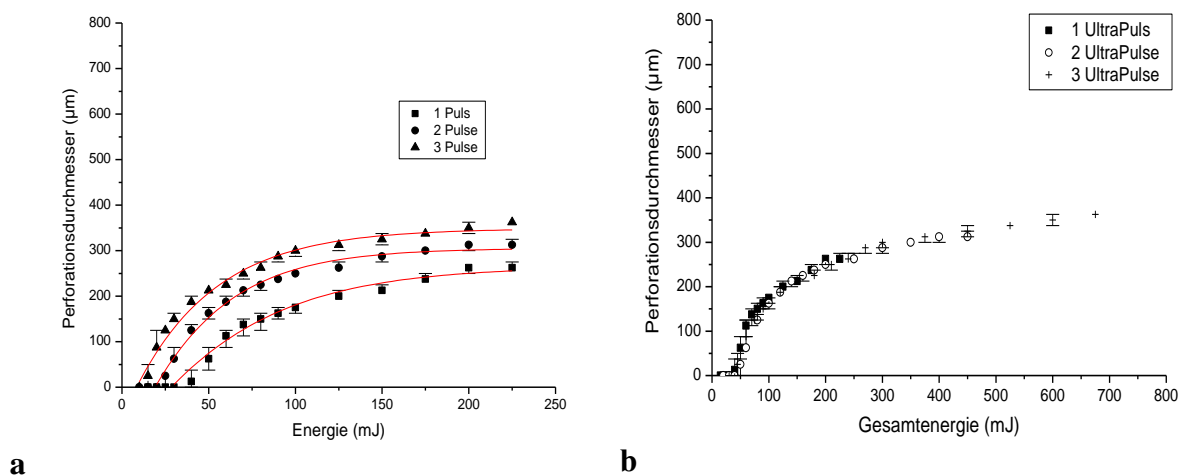 800
700
600
500
400
300
200
100
0
Perforationsdurchmesser (µm)
0 50 100 150 200 250
Energie (mJ)
1 Puls
2 Pulse
3 Pulse
a
800
700
600
500
400
300
200
100
0
Perforationsdurchmesser (µm)
0 100 200 300 400 500 600 700 800
Gesamtenergie (mJ)
1 UltraPuls
2 UltraPulse
3 UltraPulse
b